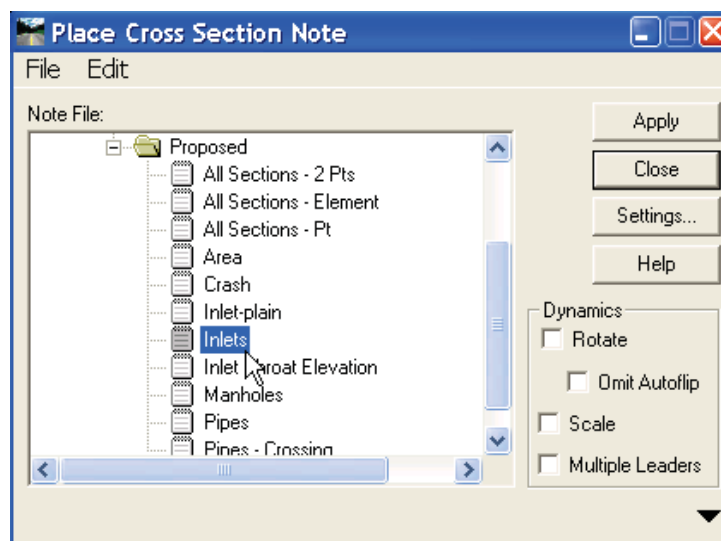 Place Cross Section Note
File Edit
Note File:
Proposed
All Sections - 2 Pts
All Sections - Element
All Sections - Pt
Area
Crash
Inlet-plain
Inlets
Inlet Throat Elevation
Manholes
Pipes
Pipes - Crossing
Apply
Close
Settings...
Help
Dynamics
Rotate
Omit Autoflip
Scale
Multiple Leaders